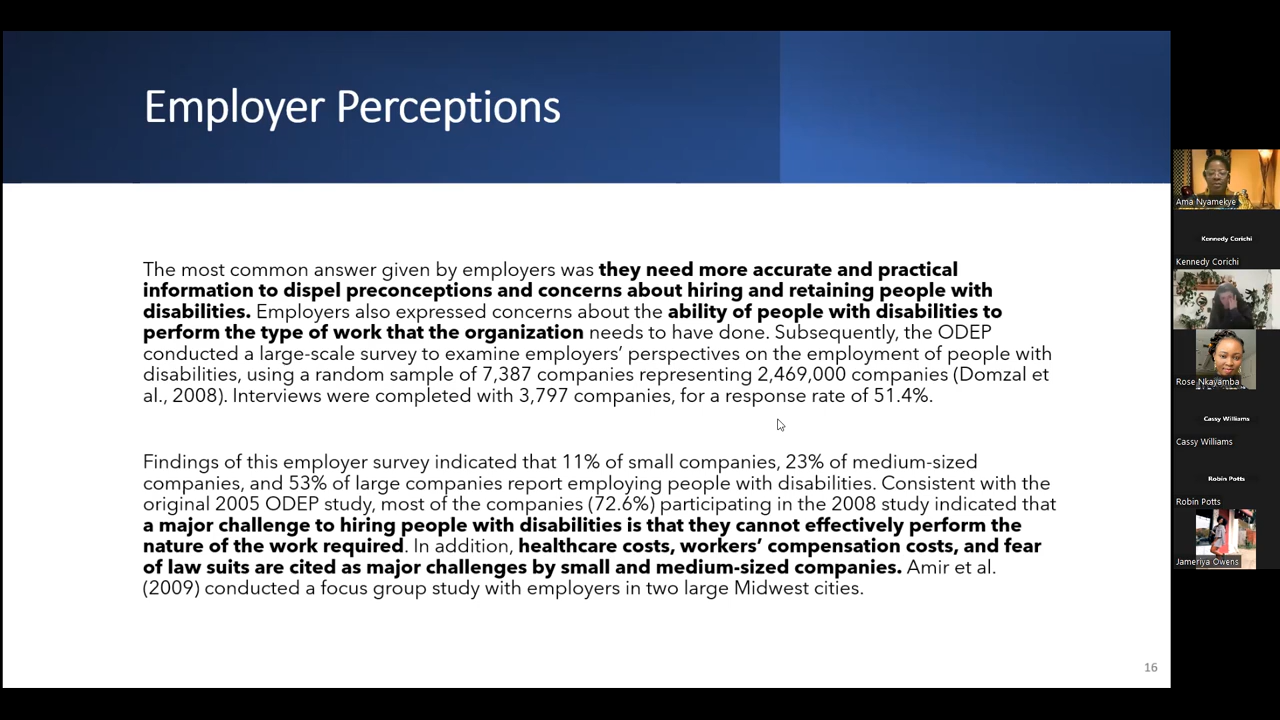 Employer Perceptions
The most common answer given by employers was they need more accurate and practical
information to dispel preconceptions and concerns about hiring and retaining people with
disabilities. Employers also expressed concerns about the ability of people with disabilities to
perform the type of work that the organization needs to have done. Subsequently, the ODEP
conducted a large-scale survey to examine employers’ perspectives on the employment of people with
disabilities, using a random sample of 7,387 companies representing 2,469,000 companies (Domzal et
al., 2008). Interviews were completed with 3,797 companies, for a response rate of 51.4%.
Findings of this employer survey indicated that 11% of small companies, 23% of medium-sized
companies, and 53% of large companies report employing people with disabilities. Consistent with the
original 2005 ODEP study, most of the companies (72.6%) participating in the 2008 study indicated that
a major challenge to hiring people with disabilities is that they cannot effectively perform the
nature of the work required. In addition, healthcare costs, workers’ compensation costs, and fear
of law suits are cited as major challenges by small and medium-sized companies. Amir et al.
(2009) conducted a focus group study with employers in two large Midwest cities.
16
Ama Nyamekye
Kennedy Corichi
Kennedy Corichi
Rose Nkayamba
Cassy Williams
Cassy Williams
Robin Potts
Robin Potts
Jameriya Owens